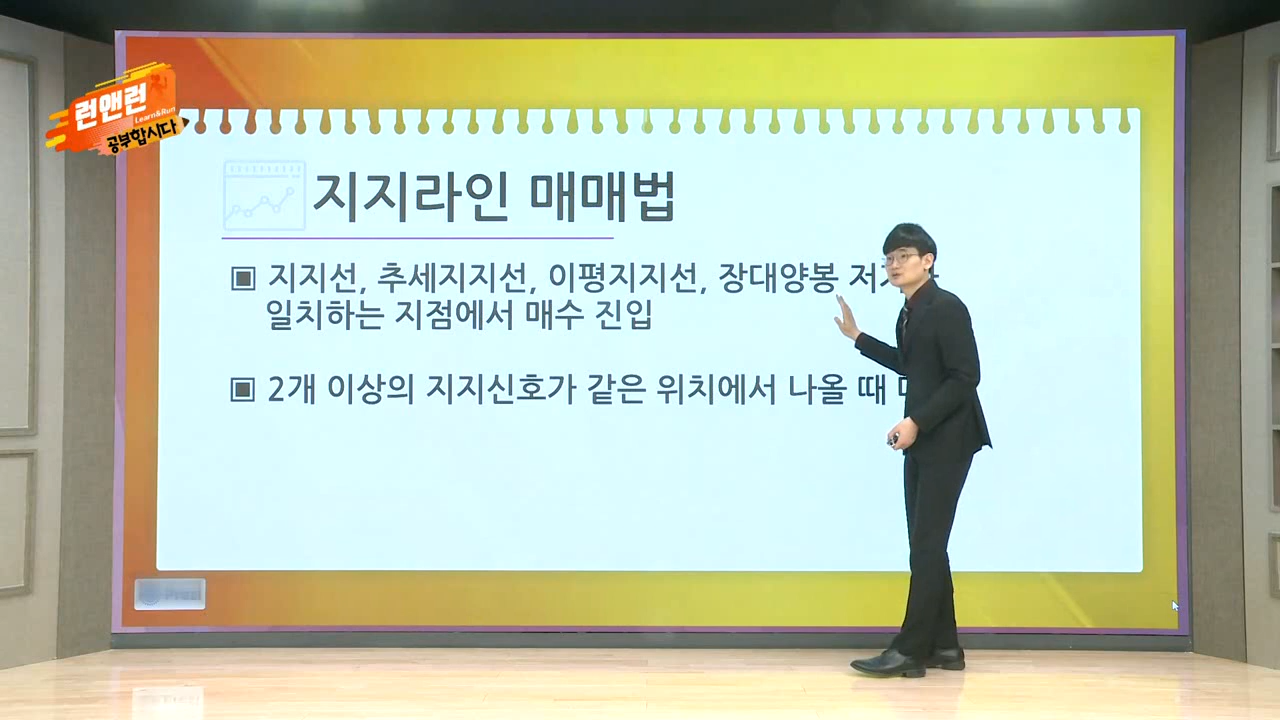 런앤런
Learn&Run
공부합시다
지지라인 매매법
▣ 지지선, 추세지지선, 이평지지선, 장대양봉
일치하는 지점에서 매수 진입
▣ 2개 이상의 지지신호가 같은 위치에서 나올 때
Prezi